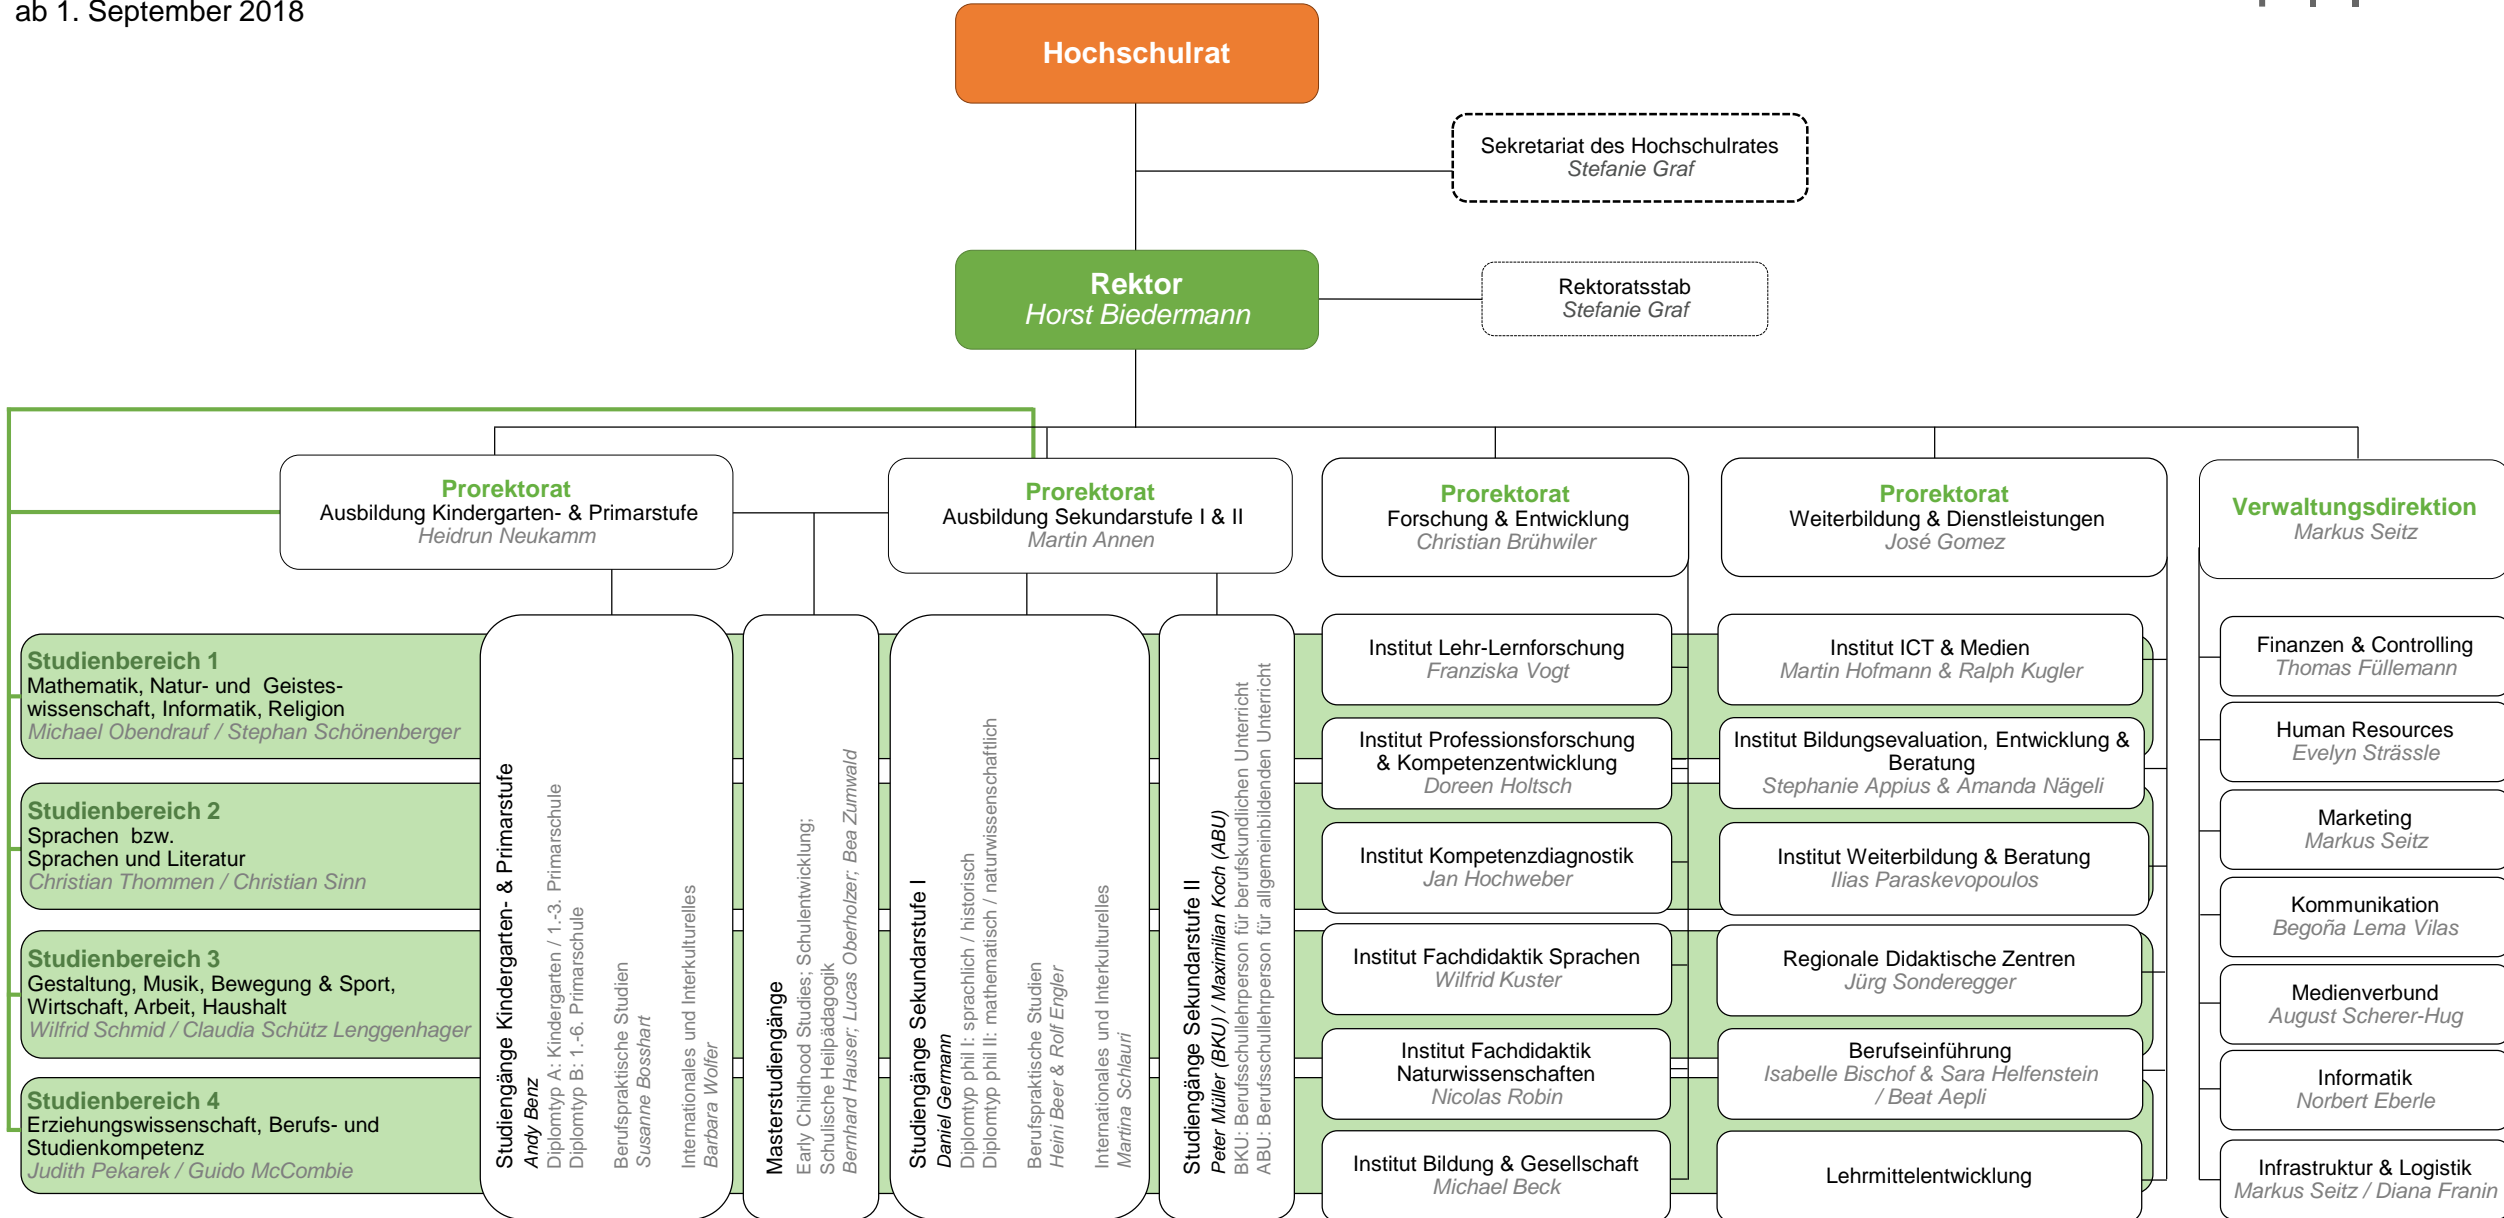 ab 1. September 2018
Hochschulrat
Sekretariat des Hochschulrates
Stefanie Graf
Rektor
Horst Biedermann
Rektoratsstab
Stefanie Graf
Prorektorat
Ausbildung Kindergarten- & Primarstufe
Heidrun Neukamm
Prorektorat
Ausbildung Sekundarstufe I & II
Martin Annen
Prorektorat
Forschung & Entwicklung
Christian Brühwiler
Prorektorat
Weiterbildung & Dienstleistungen
José Gomez
Verwaltungsdirektion
Markus Seitz
Studienbereich 1
Mathematik, Natur- und Geistes-
wissenschaft, Informatik, Religion
Michael Obendrauf / Stephan Schönenberger
Studienbereich 2
Sprachen bzw.
Sprachen und Literatur
Christian Thommen / Christian Sinn
Studienbereich 3
Gestaltung, Musik, Bewegung & Sport,
Wirtschaft, Arbeit, Haushalt
Wilfrid Schmid / Claudia Schütz Lenggenhager
Studienbereich 4
Erziehungswissenschaft, Berufs- und
Studienkompetenz
Judith Pekarek / Guido McCombie
Studiengänge Kindergarten- & Primarstufe
Andy Benz
Diplomtyp A: Kindergarten / 1.-3. Primarschule
Diplomtyp B: 1.-6. Primarschule
Berufspraktische Studien
Susanne Bosshart
Internationales und Interkulturelles
Barbara Wolfer
Masterstudiengänge
Early Childhood Studies; Schulentwicklung;
Schulische Heilpädagogik
Bernhard Hauser; Lucas Oberholzer; Bea Zumwald
Studiengänge Sekundarstufe I
Daniel Germann
Diplomtyp phil I: sprachlich / historisch
Diplomtyp phil II: mathematisch / naturwissenschaftlich
Berufspraktische Studien
Heini Beer & Rolf Engler
Internationales und Interkulturelles
Martina Schlauri
Studiengänge Sekundarstufe II
Peter Müller (BKU) / Maximilian Koch (ABU)
BKU: Berufsschullehrperson für berufskundlichen Unterricht
ABU: Berufsschullehrperson für allgemeinbildenden Unterricht
Institut Lehr-Lernforschung
Franziska Vogt
Institut Professionsforschung
& Kompetenzentwicklung
Doreen Holtsch
Institut Kompetenzdiagnostik
Jan Hochweber
Institut Fachdidaktik Sprachen
Wilfrid Kuster
Institut Fachdidaktik
Naturwissenschaften
Nicolas Robin
Institut Bildung & Gesellschaft
Michael Beck
Institut ICT & Medien
Martin Hofmann & Ralph Kugler
Institut Bildungsevaluation, Entwicklung &
Beratung
Stephanie Appius & Amanda Nägeli
Institut Weiterbildung & Beratung
Ilias Paraskevopoulos
Regionale Didaktische Zentren
Jürg Sonderegger
Berufseinführung
Isabelle Bischof & Sara Helfenstein
/ Beat Aepli
Lehrmittelentwicklung
Finanzen & Controlling
Thomas Füllemann
Human Resources
Evelyn Strässle
Marketing
Markus Seitz
Kommunikation
Begoña Lema Vilas
Medienverbund
August Scherer-Hug
Informatik
Norbert Eberle
Infrastruktur & Logistik
Markus Seitz / Diana Franin